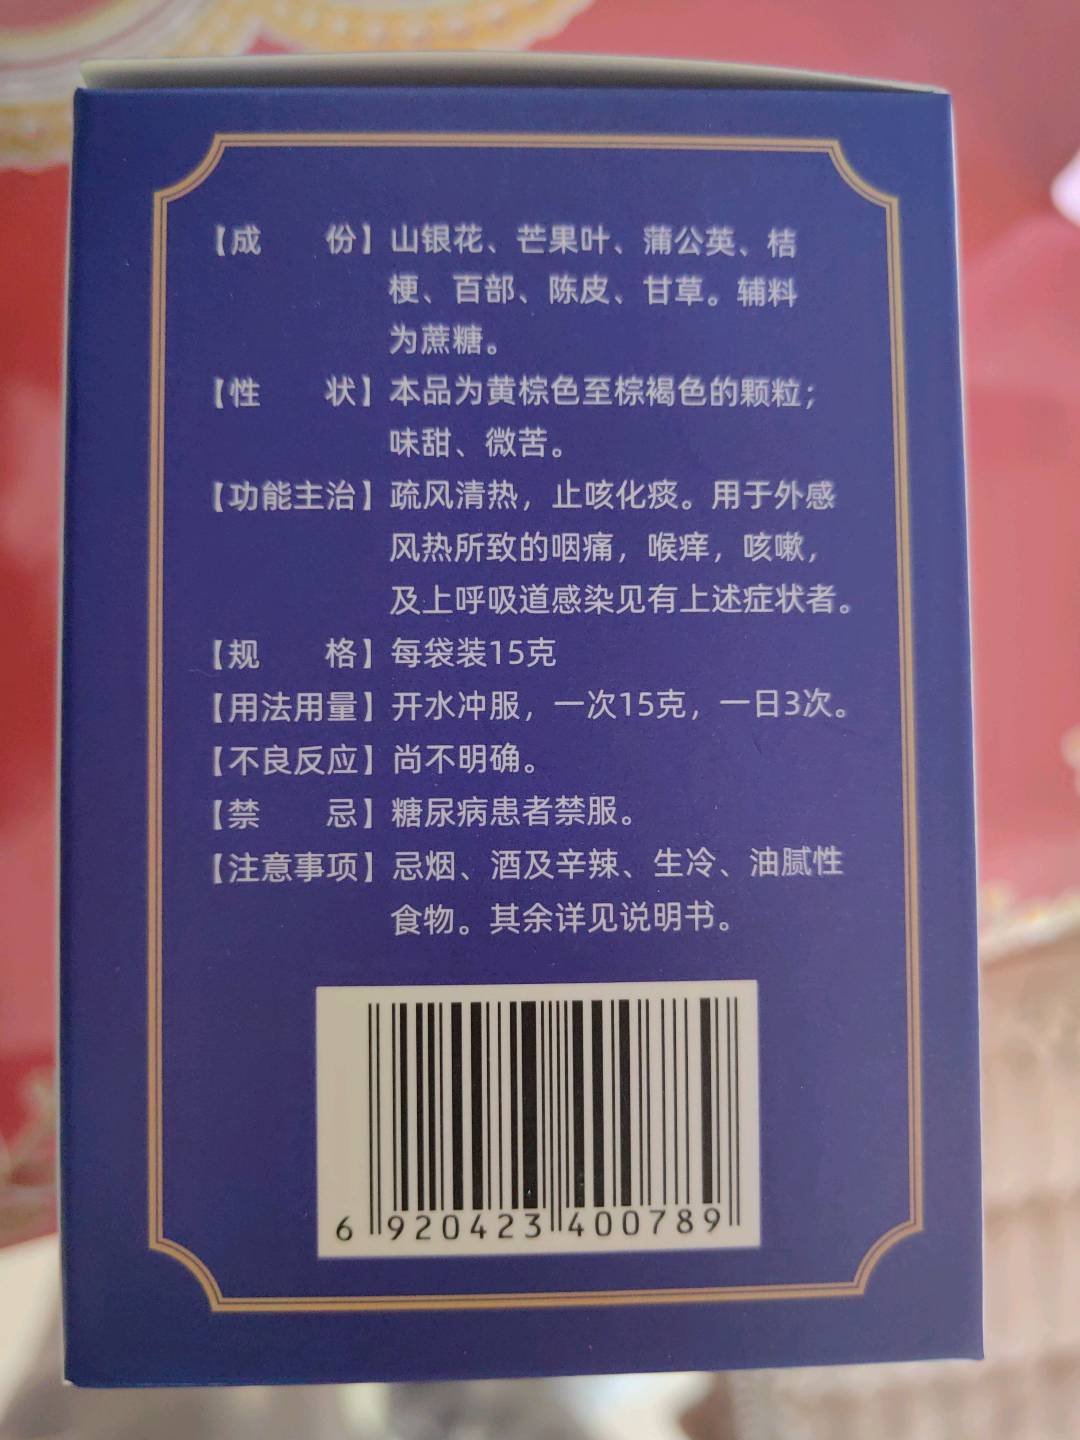 【成　　份】山银花、芒果叶、蒲公英、桔
梗、百部、陈皮、甘草。辅料
为蔗糖。
【性　　状】本品为黄棕色至棕褐色的颗粒；
味甜、微苦。
【功能主治】疏风清热，止咳化痰。用于外感
风热所致的咽痛，喉痒，咳嗽，
及上呼吸道感染见有上述症状者。
【规　　格】每袋装15克
【用法用量】开水冲服，一次15克，一日3次。
【不良反应】尚不明确。
【禁　　忌】糖尿病患者禁服。
【注意事项】忌烟、酒及辛辣、生冷、油腻性
食物。其余详见说明书。
6 920423 400789